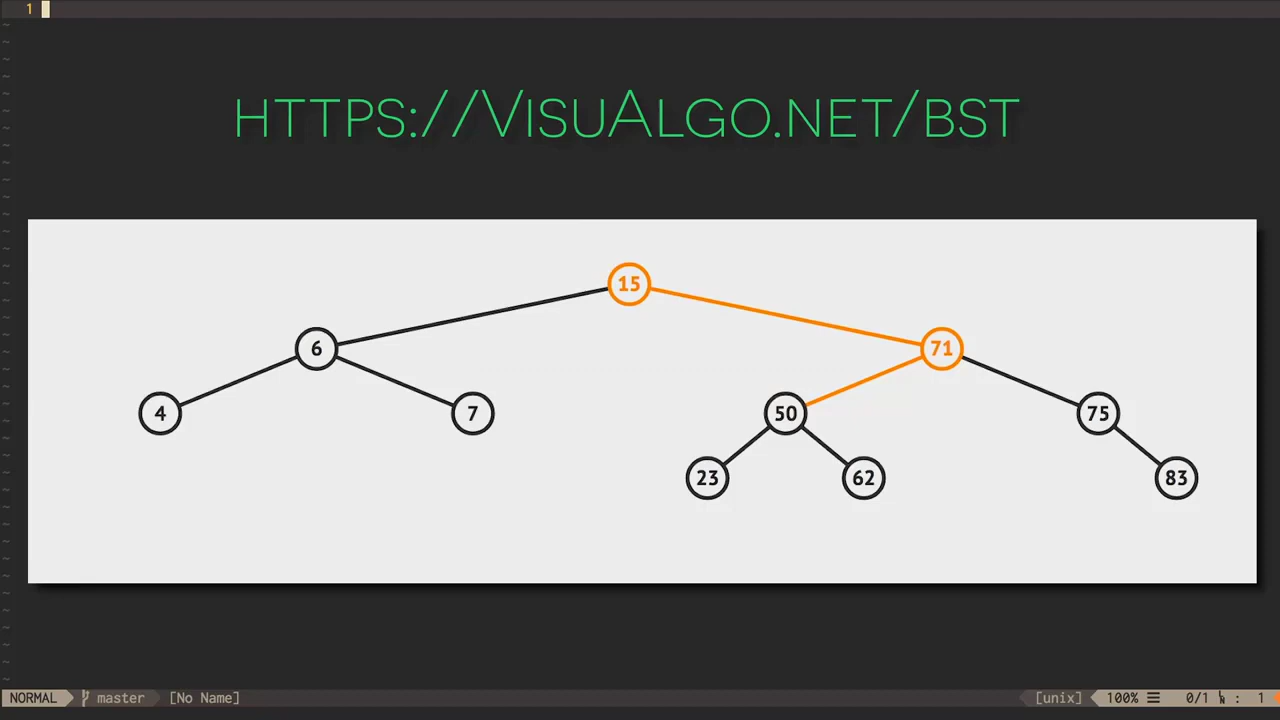 1
HTTPS://VISUALGO.NET/BST
15
6 71
4 7 50 75
23 62 83
NORMAL master [No Name] [unix] 100% ☰ 0/1 : 1